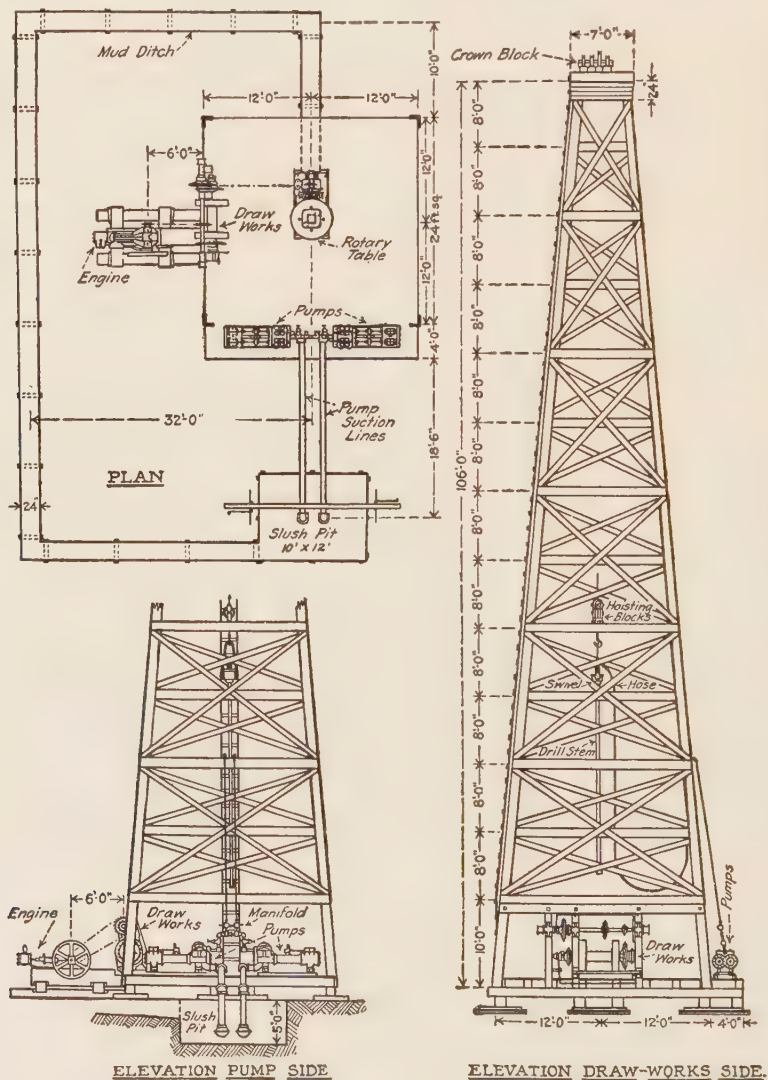 Mud Ditch
10'-0"
12'-0"
12'-0"
6'-0"
12'-0"
24 ft. sq.
12'-0"
Draw
Works
Engine
Rotary
Table
Pumps
4'-0"
32'-0"
Pump
Suction
Lines
18'-6"
PLAN
24"
Slush Pit
10' x 12'
6'-0"
Engine
Draw
Works
Manifold
Pumps
Slush
Pit
5'-0"
ELEVATION PUMP SIDE
7'-0"
Crown Block
24"
8'-0"
8'-0"
8'-0"
8'-0"
8'-0"
8'-0"
106'-0"
8'-0"
8'-0"
8'-0"
8'-0"
8'-0"
8'-0"
10'-0"
Hoisting
Blocks
Swivel
Hose
Drill Stem
Pumps
Draw
Works
12'-0"
12'-0"
4'-0"
ELEVATION DRAW-WORKS SIDE.